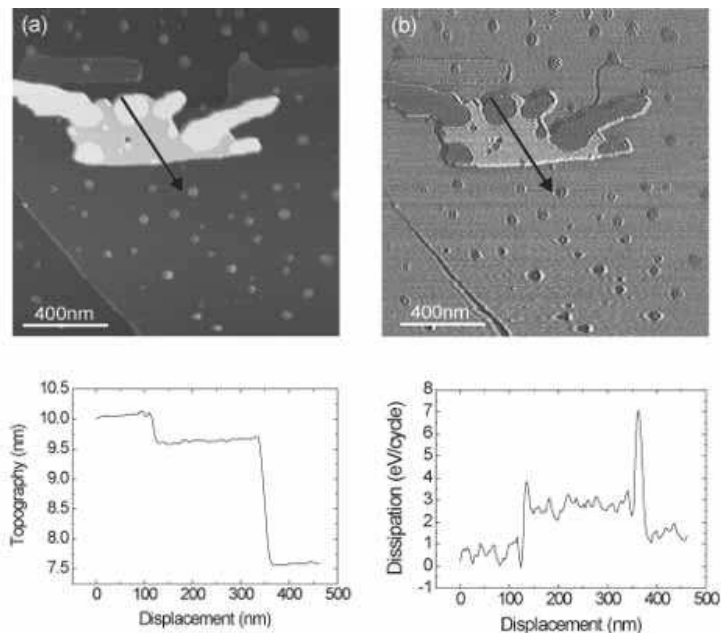 (a)
400nm
(b)
400nm
Topography (nm)
10.5
10.0
9.5
9.0
8.5
8.0
7.5
0 100 200 300 400 500
Displacement (nm)
Dissipation (eV/cycle)
8
7
6
5
4
3
2
1
0
-1
0 100 200 300 400 500
Displacement (nm)